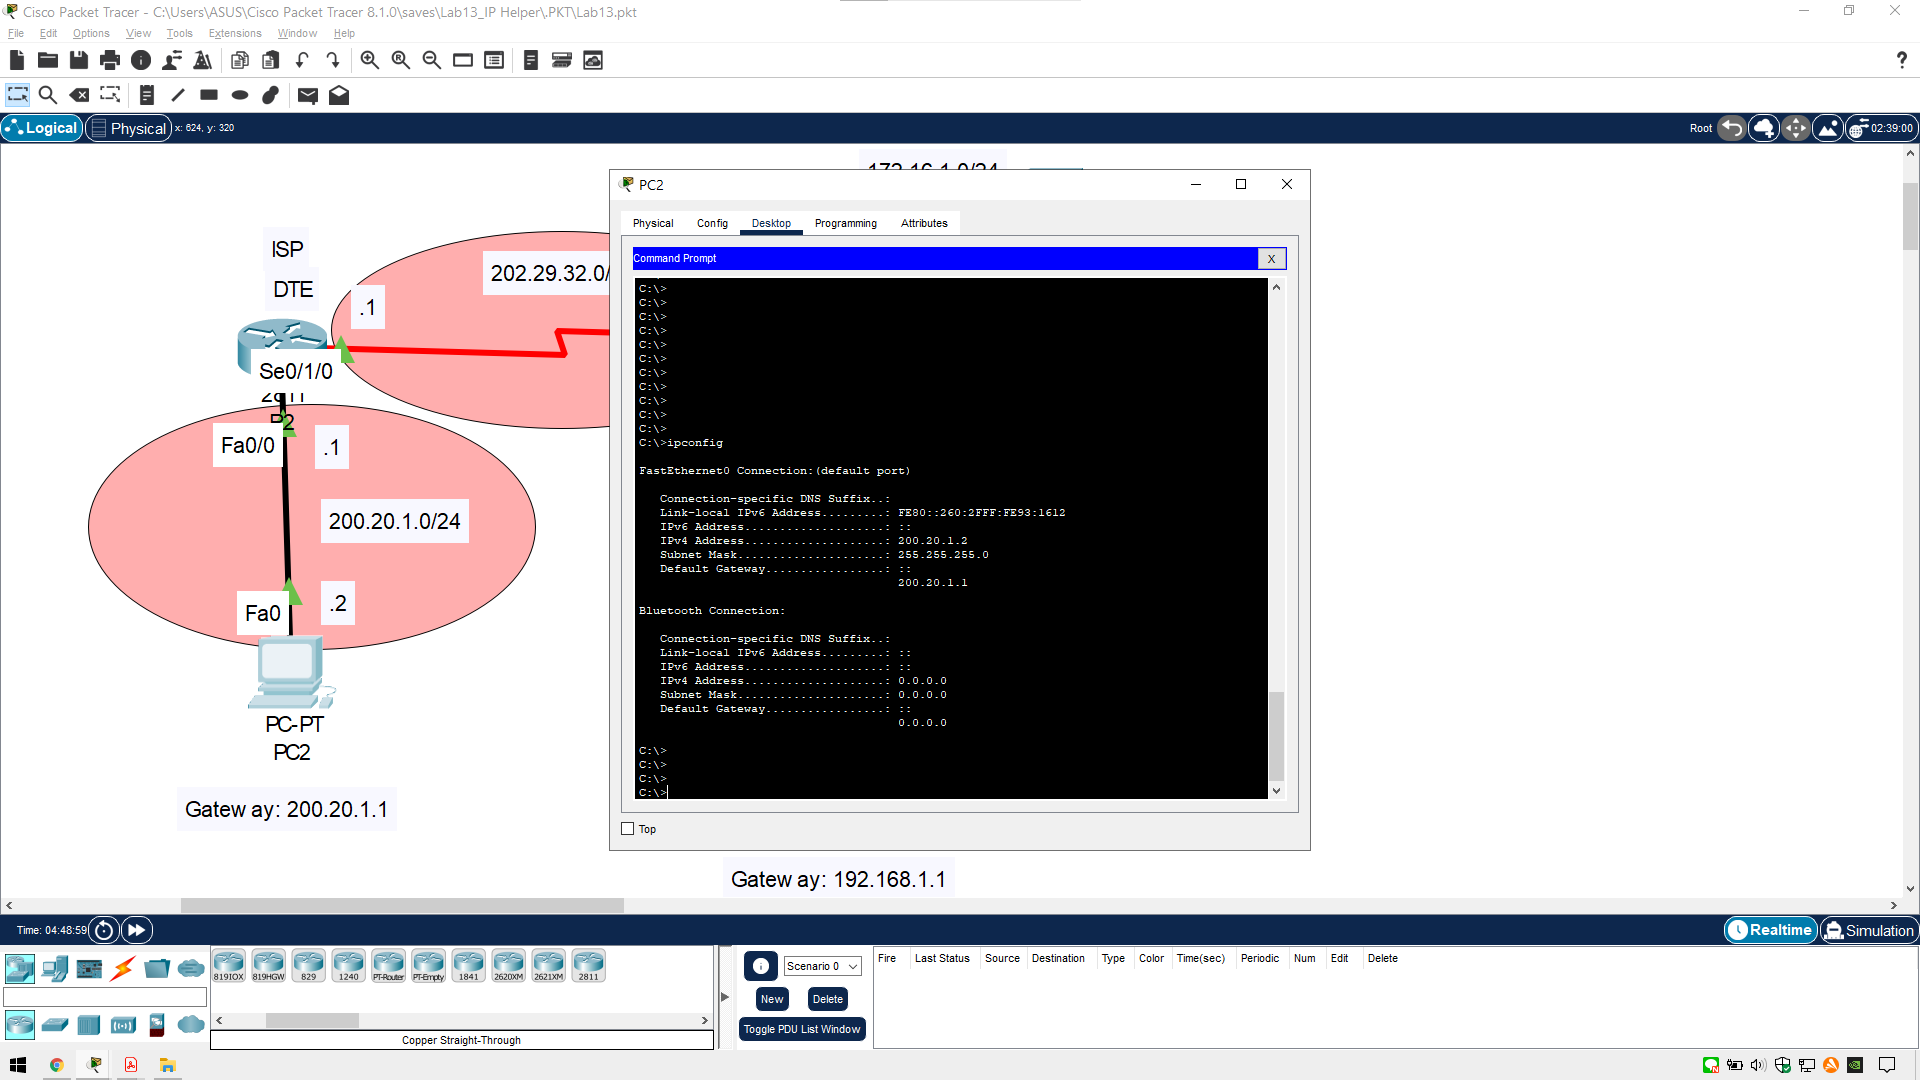 Cisco Packet Tracer - C:\Users\ASUS\Cisco Packet Tracer 8.1.0\saves\Lab13_IP Helper\.PKT\Lab13.pkt
File Edit Options View Tools Extensions Window Help
Logical Physical x: 624, y: 320 Root 02:39:00
172.16.1.0/24
ISP
DTE
202.29.32.0/
.1
Se0/1/0
2811
R2
Fa0/0
.1
200.20.1.0/24
Fa0
.2
PC-PT
PC2
Gatew ay: 200.20.1.1
PC2
Physical Config Desktop Programming Attributes
Command Prompt X
C:\>
C:\>
C:\>
C:\>
C:\>
C:\>
C:\>
C:\>
C:\>
C:\>
C:\>
C:\>ipconfig
FastEthernet0 Connection:(default port)
Connection-specific DNS Suffix..:
Link-local IPv6 Address.........: FE80::260:2FFF:FE93:1612
IPv6 Address....................: ::
IPv4 Address....................: 200.20.1.2
Subnet Mask.....................: 255.255.255.0
Default Gateway.................: ::
200.20.1.1
Bluetooth Connection:
Connection-specific DNS Suffix..:
Link-local IPv6 Address.........: ::
IPv6 Address....................: ::
IPv4 Address....................: 0.0.0.0
Subnet Mask.....................: 0.0.0.0
Default Gateway.................: ::
0.0.0.0
C:\>
C:\>
C:\>
C:\>
Top
Gatew ay: 192.168.1.1
Time: 04:48:59 Realtime Simulation
819IOX 819HGW 829 1240 PT-Router PT-Empty 1841 2620XM 2621XM 2811
Copper Straight-Through
Scenario 0
New Delete
Toggle PDU List Window
Fire Last Status Source Destination Type Color Time(sec) Periodic Num Edit Delete